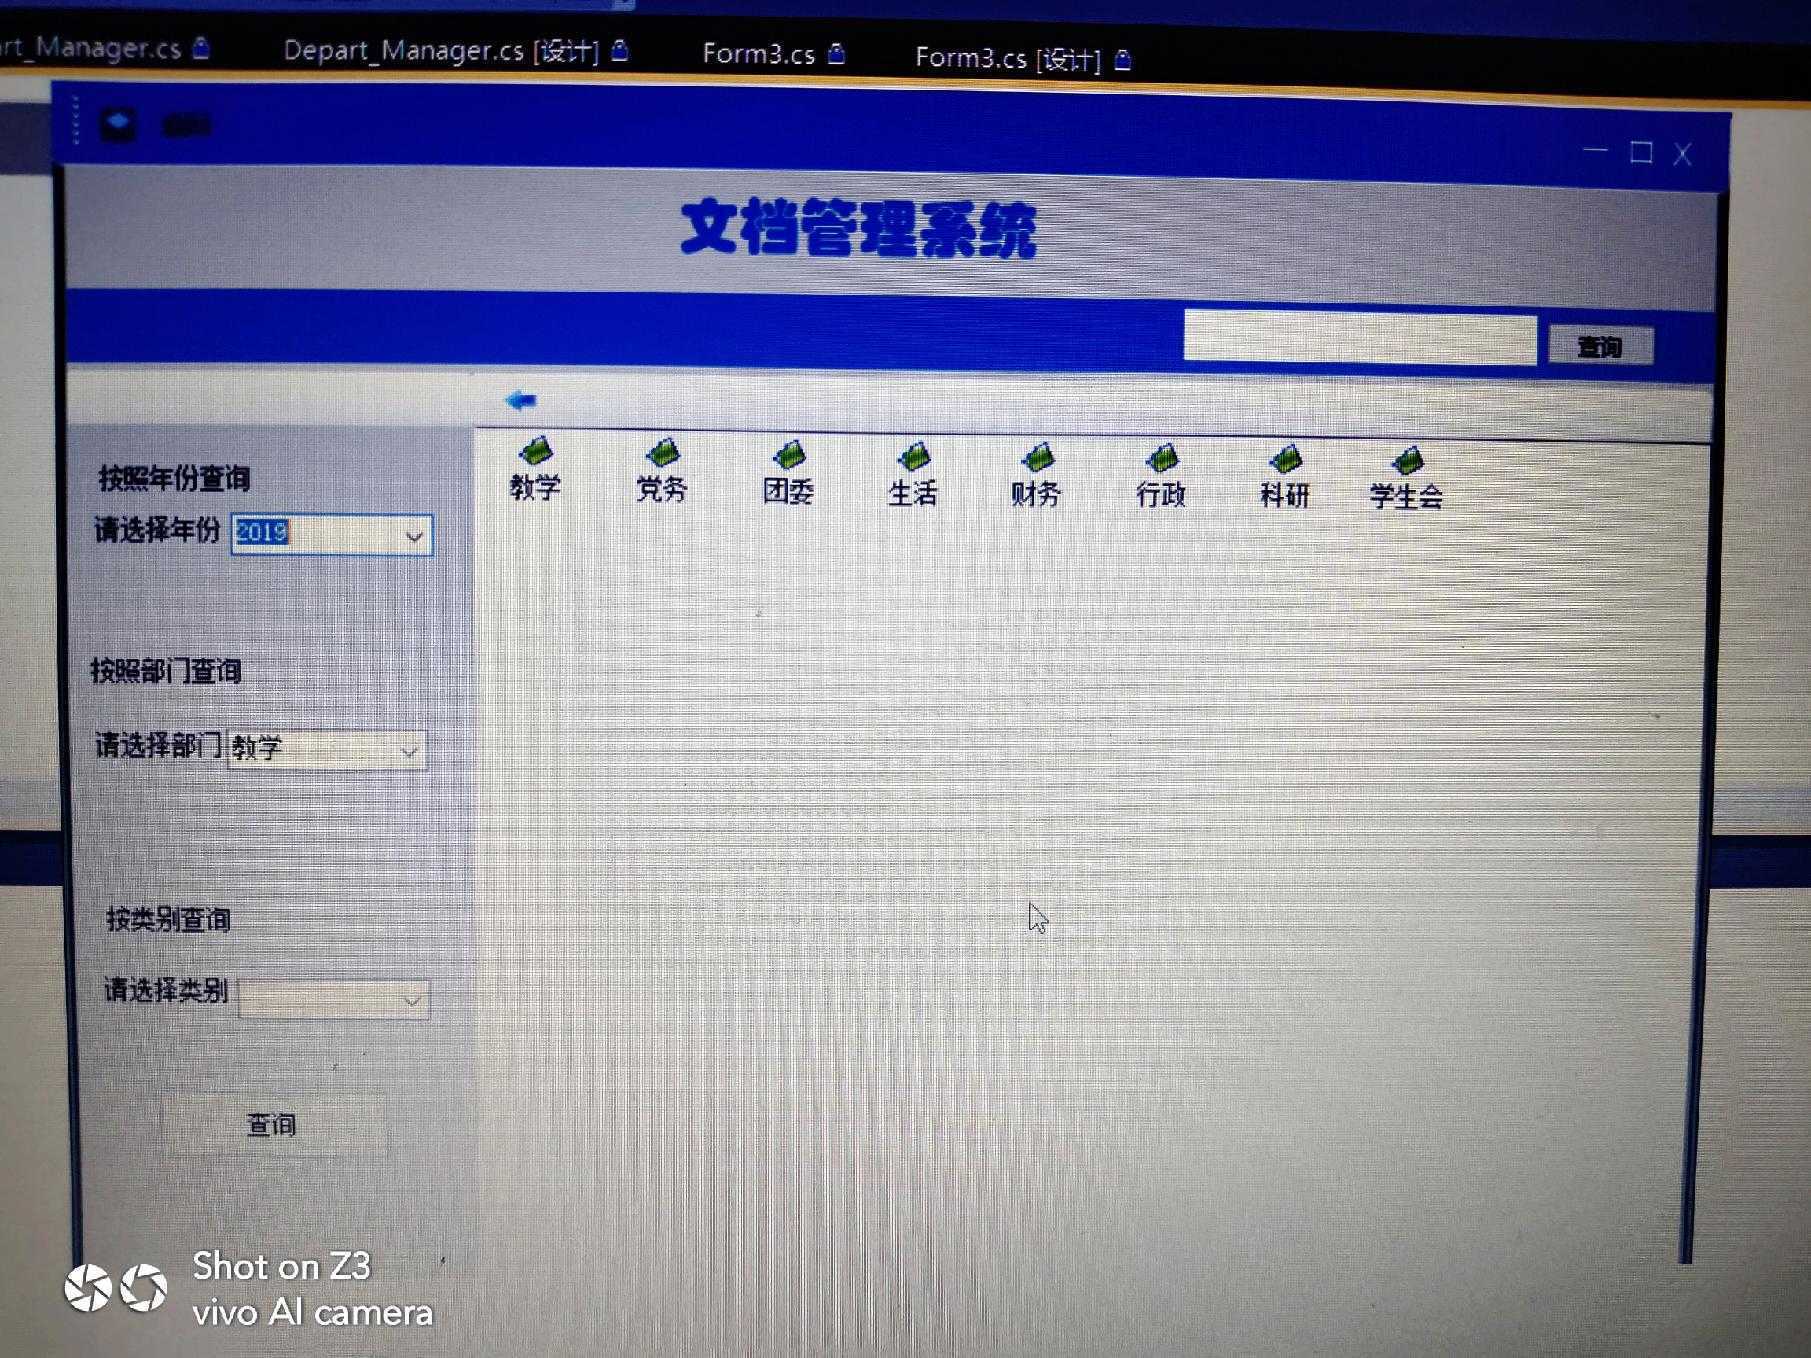 rt_Manager.cs Depart_Manager.cs [设计] Form3.cs Form3.cs [设计]
文档管理系统
查询
教学 党务 团委 生活 财务 行政 科研 学生会
按照年份查询
请选择年份 2019
按照部门查询
请选择部门 教学
按类别查询
请选择类别
查询
Shot on Z3
vivo AI camera